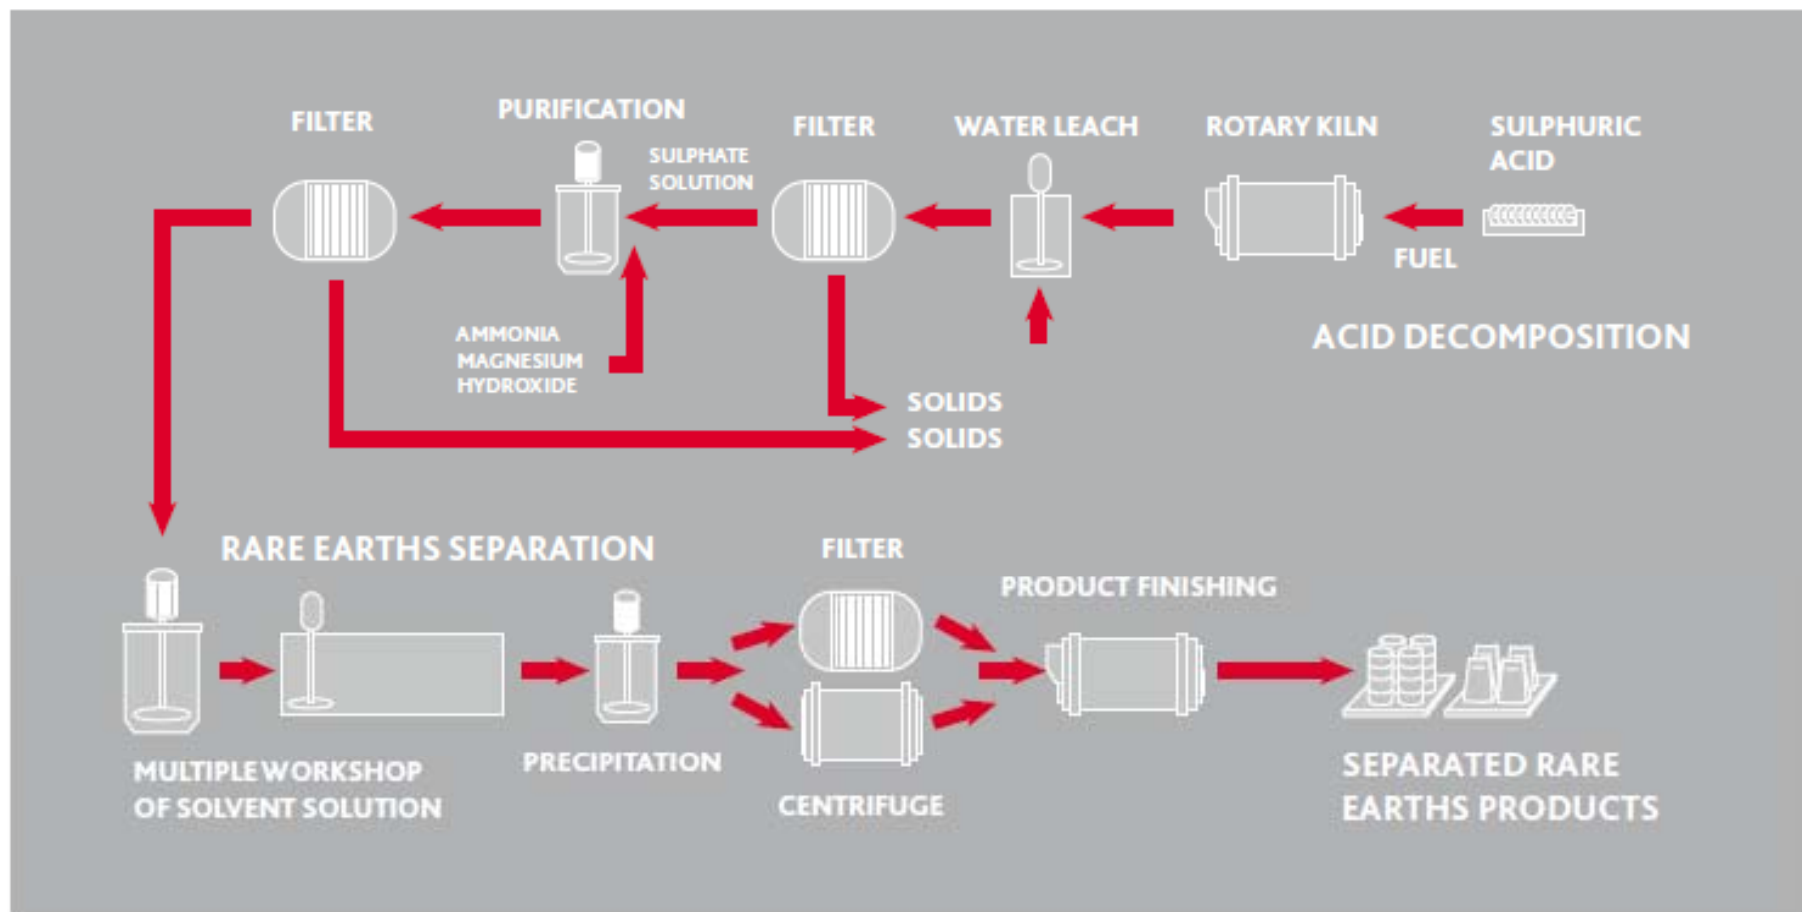 FILTER
PURIFICATION
FILTER
WATER LEACH
ROTARY KILN
SULPHURIC
ACID
SULPHATE
SOLUTION
FUEL
AMMONIA
MAGNESIUM
HYDROXIDE
ACID DECOMPOSITION
SOLIDS
SOLIDS
RARE EARTHS SEPARATION
FILTER
PRODUCT FINISHING
MULTIPLE WORKSHOP
OF SOLVENT SOLUTION
PRECIPITATION
CENTRIFUGE
SEPARATED RARE
EARTHS PRODUCTS